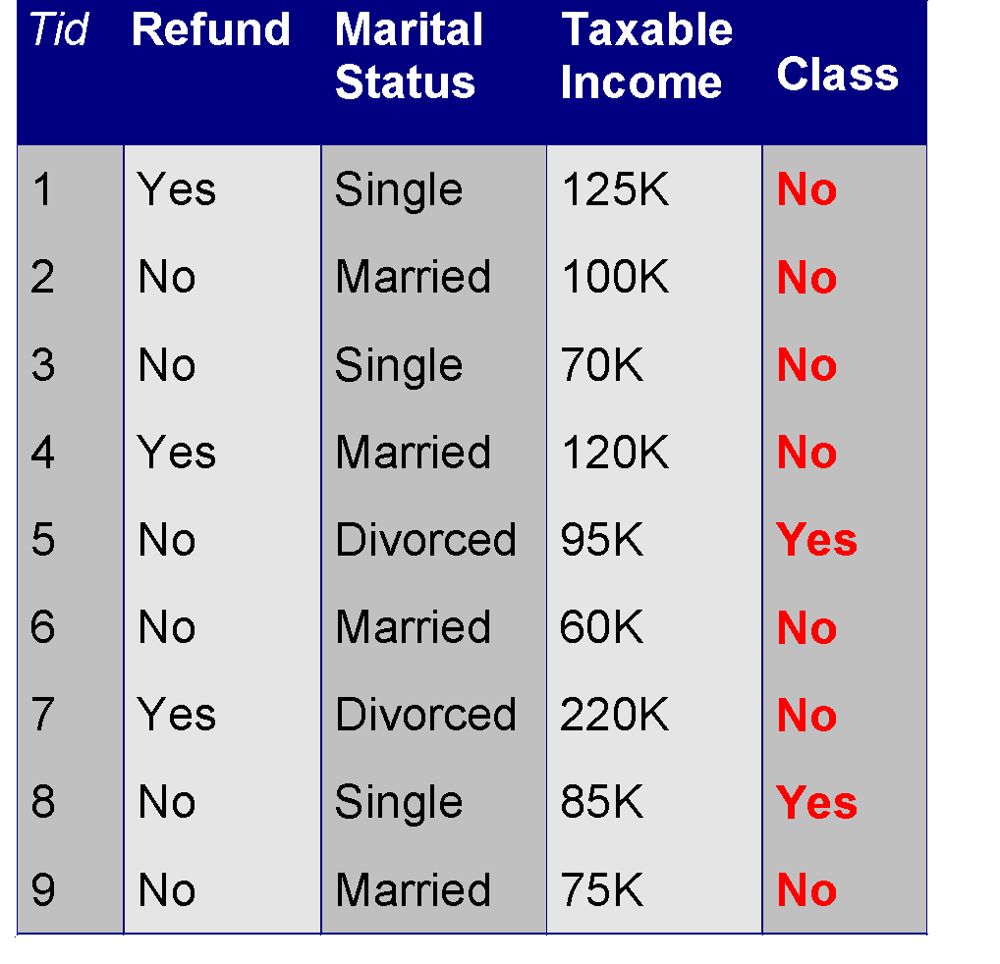 Tid Refund Marital Status Taxable Income Class
1 Yes Single 125K No
2 No Married 100K No
3 No Single 70K No
4 Yes Married 120K No
5 No Divorced 95K Yes
6 No Married 60K No
7 Yes Divorced 220K No
8 No Single 85K Yes
9 No Married 75K No